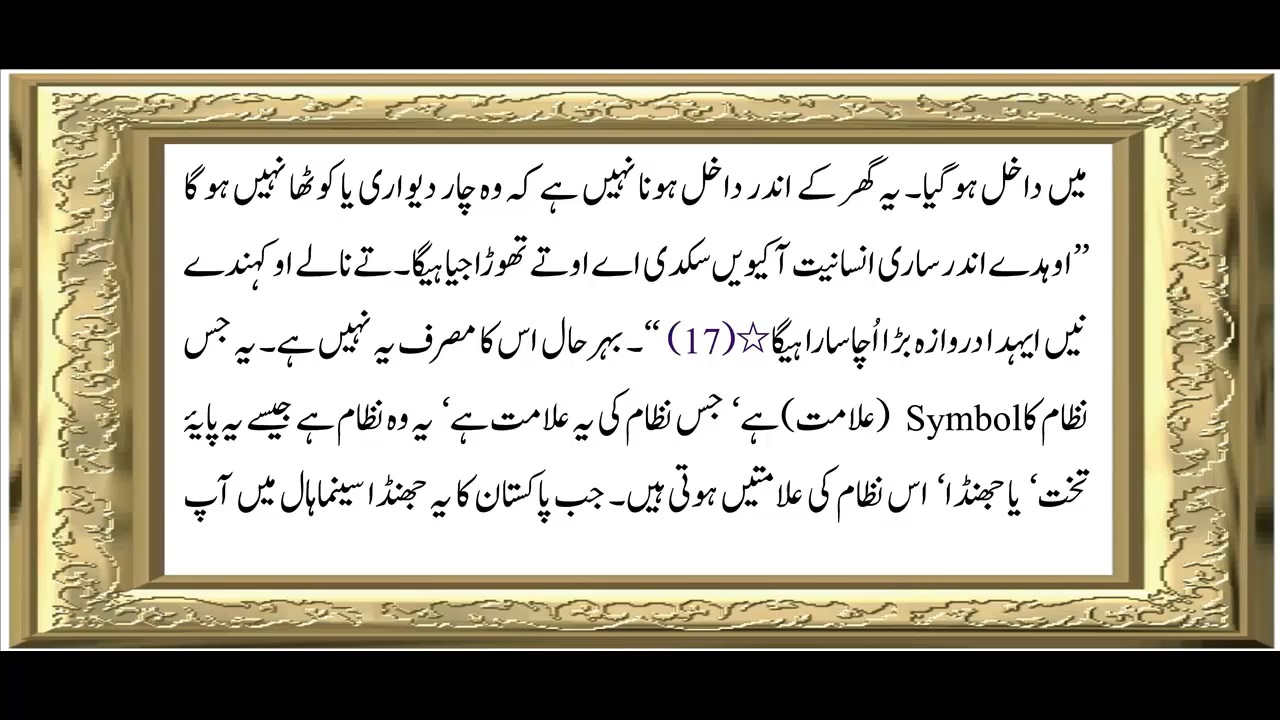 میں داخل ہو گیا۔ یہ گھر کے اندر داخل ہونا نہیں ہے کہ وہ چار دیواری یا کوٹھا نہیں ہو گا
”اوہدے اندر ساری انسانیت آ کیویں سکدی اے اوتے تھوڑا جیا ہیگا۔ تے نالے او کہندے
نیں ایہدا دروازہ بڑا اُچا سارا ہیگا☆(17) “۔ بہر حال اس کا مصرف یہ نہیں ہے۔ یہ جس
نظام کا Symbol (علامت) ہے‘ جس نظام کی یہ علامت ہے‘ یہ وہ نظام ہے جیسے یہ پایۂ
تخت‘ یا جھنڈا‘ اس نظام کی علامتیں ہوتی ہیں۔ جب پاکستان کا یہ جھنڈا سینما ہال میں آپ